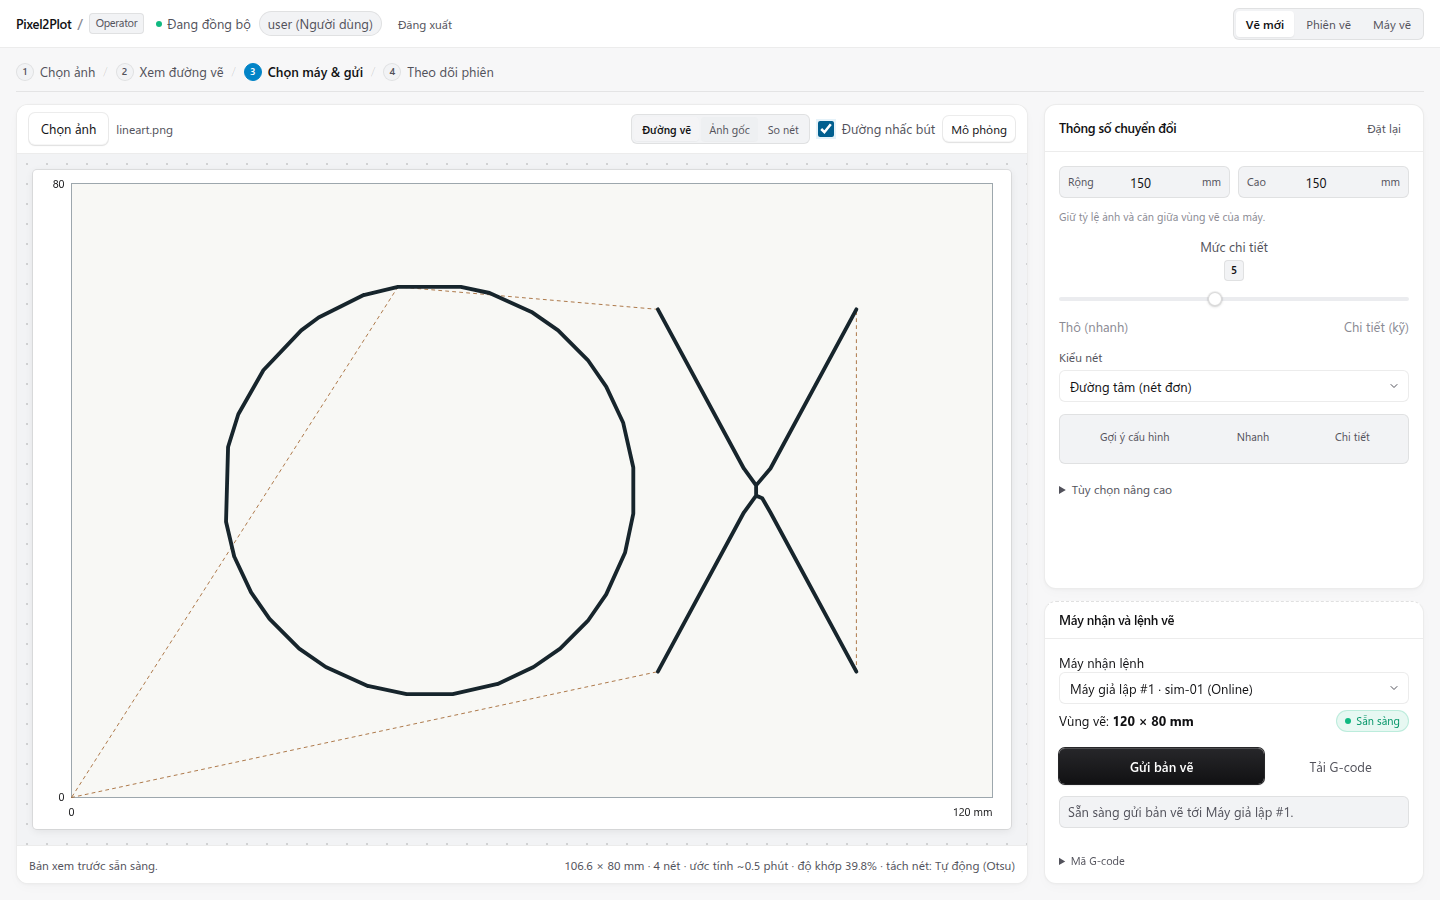 Pixel2Plot / Operator Đang đồng bộ user (Người dùng) Đăng xuất Vẽ mới Phiên vẽ Máy vẽ
1 Chọn ảnh / 2 Xem đường vẽ / 3 Chọn máy & gửi / 4 Theo dõi phiên
Chọn ảnh lineart.png Đường vẽ Ảnh gốc So nét Đường nhấc bút Mô phỏng
80
0
0 120 mm
Bản xem trước sẵn sàng. 106.6 × 80 mm · 4 nét · ước tính ~0.5 phút · độ khớp 39.8% · tách nét: Tự động (Otsu)
Thông số chuyển đổi Đặt lại
Rộng 150 mm Cao 150 mm
Giữ tỷ lệ ảnh và căn giữa vùng vẽ của máy.
Mức chi tiết
5
Thô (nhanh) Chi tiết (kỹ)
Kiểu nét
Đường tâm (nét đơn)
Gợi ý cấu hình Nhanh Chi tiết
Tùy chọn nâng cao
Máy nhận và lệnh vẽ
Máy nhận lệnh
Máy giả lập #1 · sim-01 (Online)
Vùng vẽ: 120 × 80 mm Sẵn sàng
Gửi bản vẽ Tải G-code
Sẵn sàng gửi bản vẽ tới Máy giả lập #1.
Mã G-code